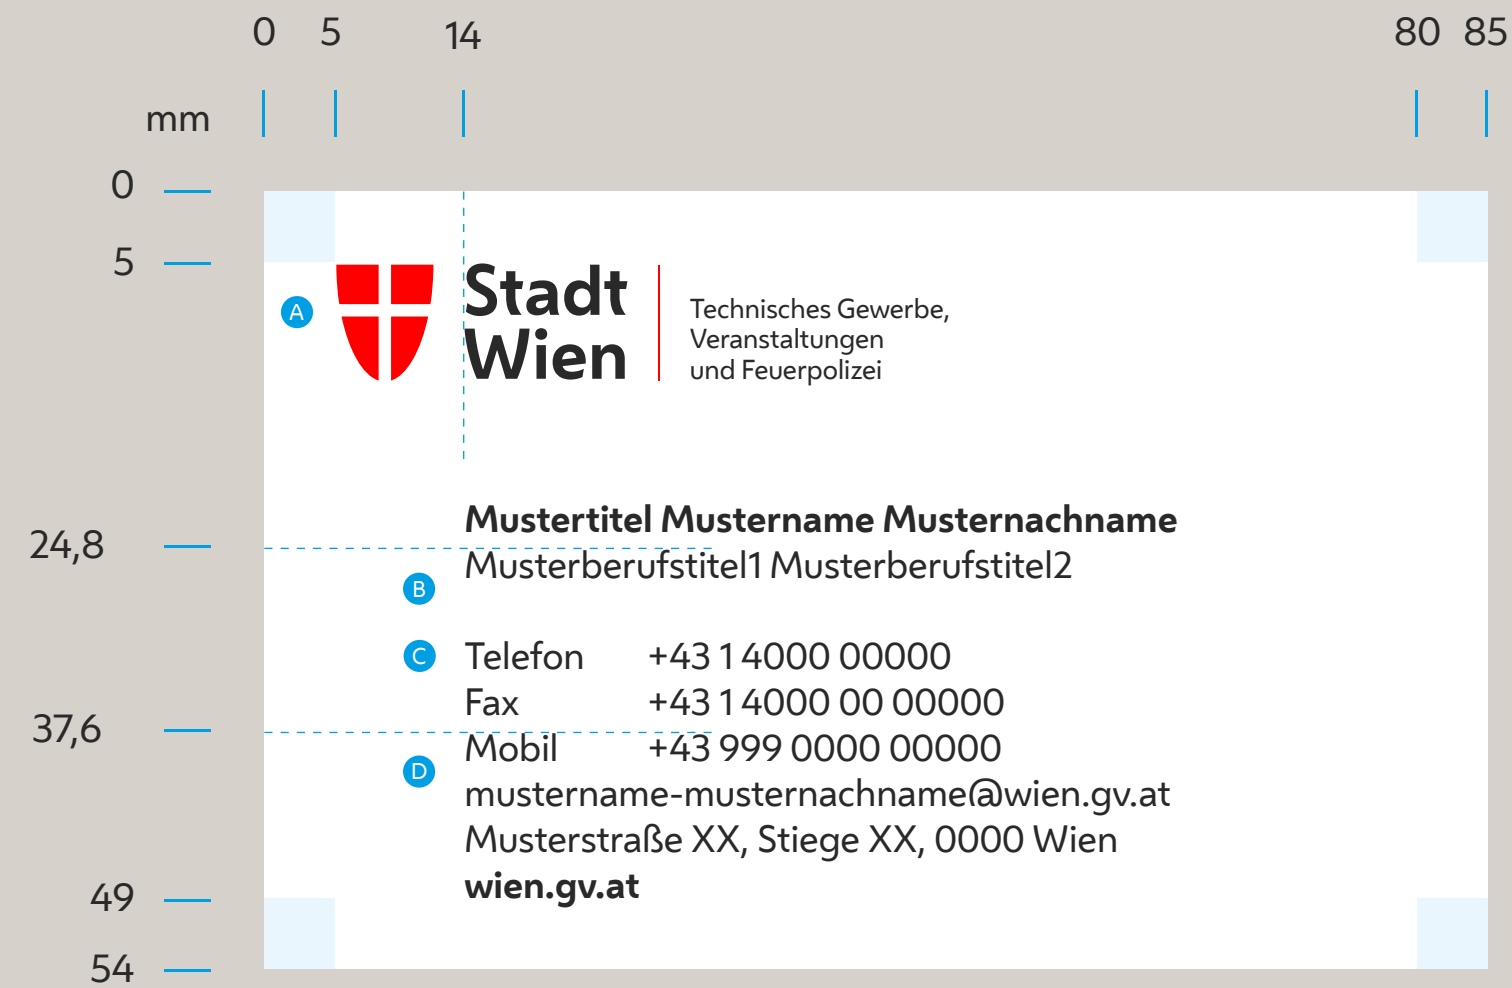 0 5 14 80 85
mm
0
5
A
Stadt
Wien
Technisches Gewerbe,
Veranstaltungen
und Feuerpolizei
Mustertitel Mustername Musternachname
24,8
Musterberufstitel1 Musterberufstitel2
B
C Telefon +43 1 4000 00000
Fax +43 1 4000 00 00000
37,6
Mobil +43 999 0000 00000
D
mustername-musternachname@wien.gv.at
Musterstraße XX, Stiege XX, 0000 Wien
wien.gv.at
49
54